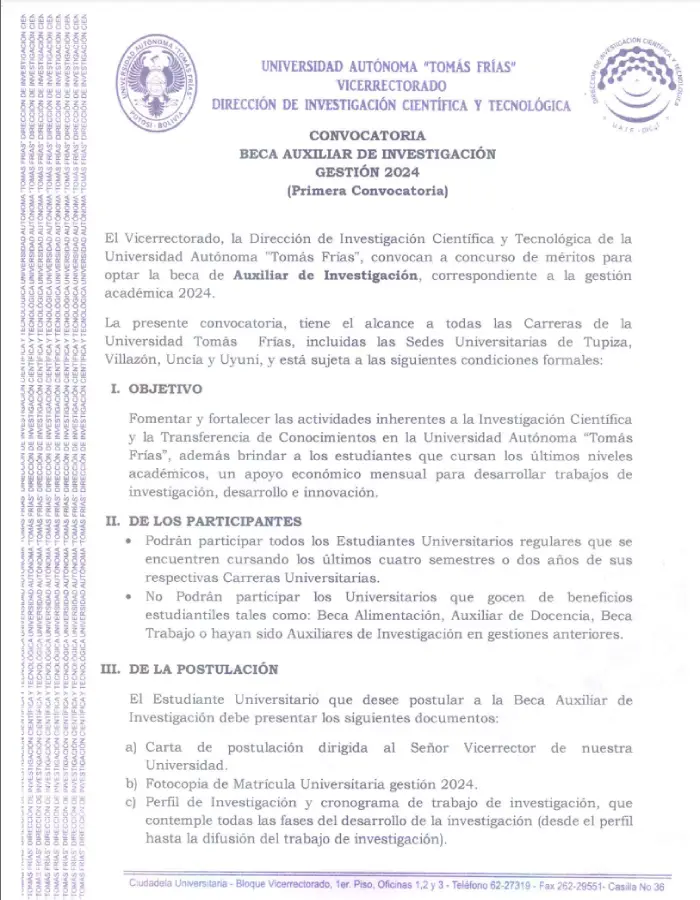 UNIVERSIDAD AUTÓNOMA "TOMÁS FRÍAS"
VICERRECTORADO
DIRECCIÓN DE INVESTIGACIÓN CIENTÍFICA Y TECNOLÓGICA
CONVOCATORIA
BECA AUXILIAR DE INVESTIGACIÓN
GESTIÓN 2024
(Primera Convocatoria)
El Vicerrectorado, la Dirección de Investigación Científica y Tecnológica de la
Universidad Autónoma "Tomás Frías", convocan a concurso de méritos para
optar la beca de Auxiliar de Investigación, correspondiente a la gestión
académica 2024.
La presente convocatoria, tiene el alcance a todas las Carreras de la
Universidad Tomás Frías, incluidas las Sedes Universitarias de Tupiza,
Villazón, Uncia y Uyuni, y está sujeta a las siguientes condiciones formales:
I. OBJETIVO
Fomentar y fortalecer las actividades inherentes a la Investigación Científica
y la Transferencia de Conocimientos en la Universidad Autónoma "Tomás
Frías", además brindar a los estudiantes que cursan los últimos niveles
académicos, un apoyo económico mensual para desarrollar trabajos de
investigación, desarrollo e innovación.
II. DE LOS PARTICIPANTES
• Podrán participar todos los Estudiantes Universitarios regulares que se
encuentren cursando los últimos cuatro semestres o dos años de sus
respectivas Carreras Universitarias.
• No Podrán participar los Universitarios que gocen de beneficios
estudiantiles tales como: Beca Alimentación, Auxiliar de Docencia, Beca
Trabajo o hayan sido Auxiliares de Investigación en gestiones anteriores.
III. DE LA POSTULACIÓN
El Estudiante Universitario que desee postular a la Beca Auxiliar de
Investigación debe presentar los siguientes documentos:
a) Carta de postulación dirigida al Señor Vicerrector de nuestra
Universidad.
b) Fotocopia de Matrícula Universitaria gestión 2024.
c) Perfil de Investigación y cronograma de trabajo de investigación, que
contemple todas las fases del desarrollo de la investigación (desde el perfil
hasta la difusión del trabajo de investigación).
Ciudadela Universitaria - Bloque Vicerrectorado, 1er. Piso, Oficinas 1,2 y 3 - Teléfono 62-27319 - Fax 262-29551- Casilla No 36